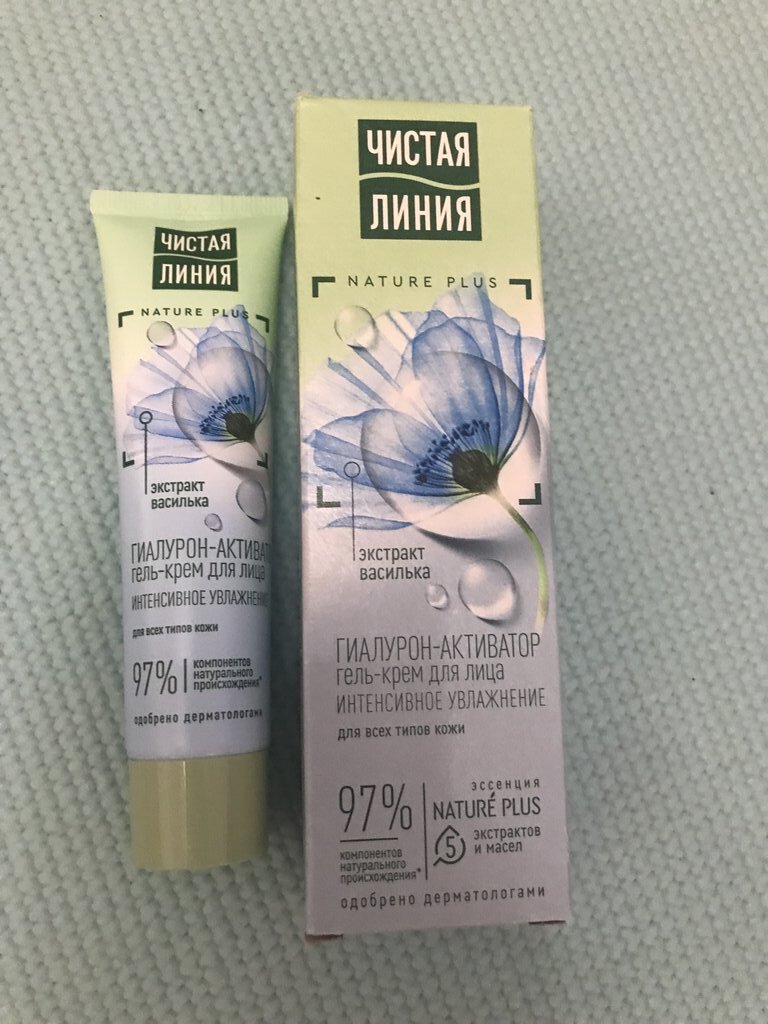 ЧИСТАЯ
ЛИНИЯ
NATURE PLUS
экстракт
василька
ГИАЛУРОН-АКТИВАТ
гель-крем для лица
ИНТЕНСИВНОЕ УВЛАЖНЕНИЕ
для всех типов кожи
97%
компонентов
натурального
происхождения*
одобрено дерматологами
ЧИСТАЯ
ЛИНИЯ
NATURE PLUS
экстракт
василька
ГИАЛУРОН-АКТИВАТОР
гель-крем для лица
ИНТЕНСИВНОЕ УВЛАЖНЕНИЕ
для всех типов кожи
97%
компонентов
натурального
происхождения*
эссенция
NATURÉ PLUS
5
экстрактов
и масел
одобрено дерматологами